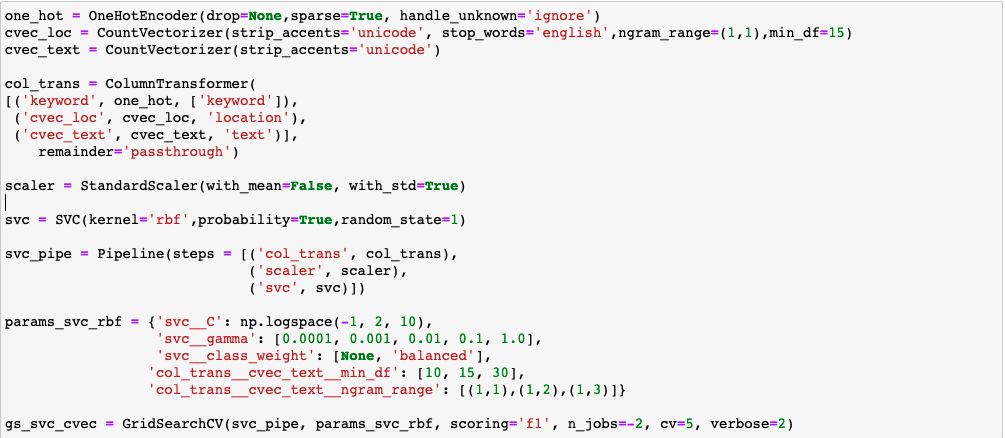 one_hot = OneHotEncoder(drop=None,sparse=True, handle_unknown='ignore')
cvec_loc = CountVectorizer(strip_accents='unicode', stop_words='english',ngram_range=(1,1),min_df=15)
cvec_text = CountVectorizer(strip_accents='unicode')

col_trans = ColumnTransformer(
[('keyword', one_hot, ['keyword']),
 ('cvec_loc', cvec_loc, 'location'),
 ('cvec_text', cvec_text, 'text')],
    remainder='passthrough')

scaler = StandardScaler(with_mean=False, with_std=True)

svc = SVC(kernel='rbf',probability=True,random_state=1)

svc_pipe = Pipeline(steps = [('col_trans', col_trans),
                             ('scaler', scaler),
                             ('svc', svc)])

params_svc_rbf = {'svc__C': np.logspace(-1, 2, 10),
                  'svc__gamma': [0.0001, 0.001, 0.01, 0.1, 1.0],
                  'svc__class_weight': [None, 'balanced'],
                 'col_trans__cvec_text__min_df': [10, 15, 30],
                 'col_trans__cvec_text__ngram_range': [(1,1),(1,2),(1,3)]}

gs_svc_cvec = GridSearchCV(svc_pipe, params_svc_rbf, scoring='f1', n_jobs=-2, cv=5, verbose=2)